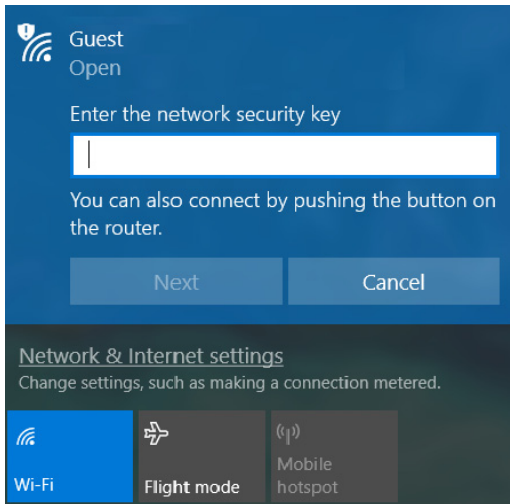 Guest
Open
Enter the network security key
You can also connect by pushing the button on
the router.
Next
Cancel
Network & Internet settings
Change settings, such as making a connection metered.
Wi-Fi
Flight mode
Mobile
hotspot